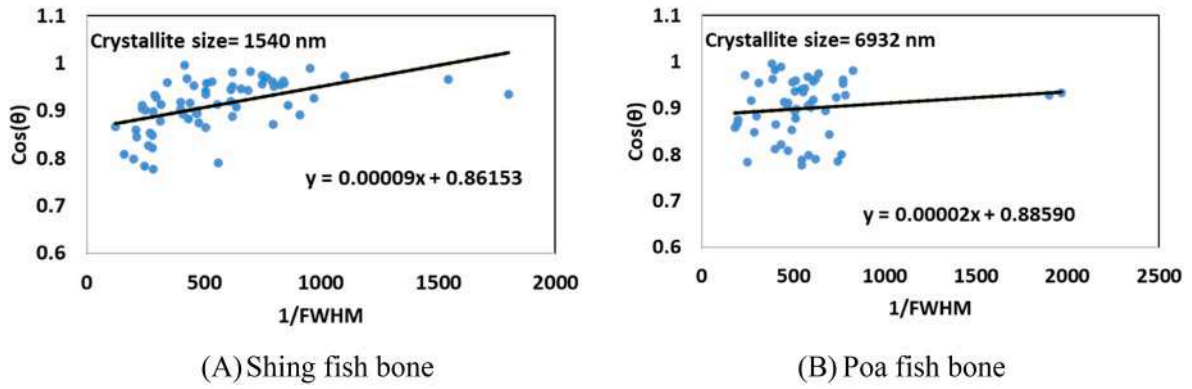 1.1
Crystallite size= 1540 nm
1
0.9
0.8
0.7
0.6
Cos(θ)
y = 0.00009x + 0.86153
0 500 1000 1500 2000
1/FWHM
(A) Shing fish bone
1.1
Crystallite size= 6932 nm
1
0.9
0.8
0.7
0.6
Cos(θ)
y = 0.00002x + 0.88590
0 500 1000 1500 2000 2500
1/FWHM
(B) Poa fish bone